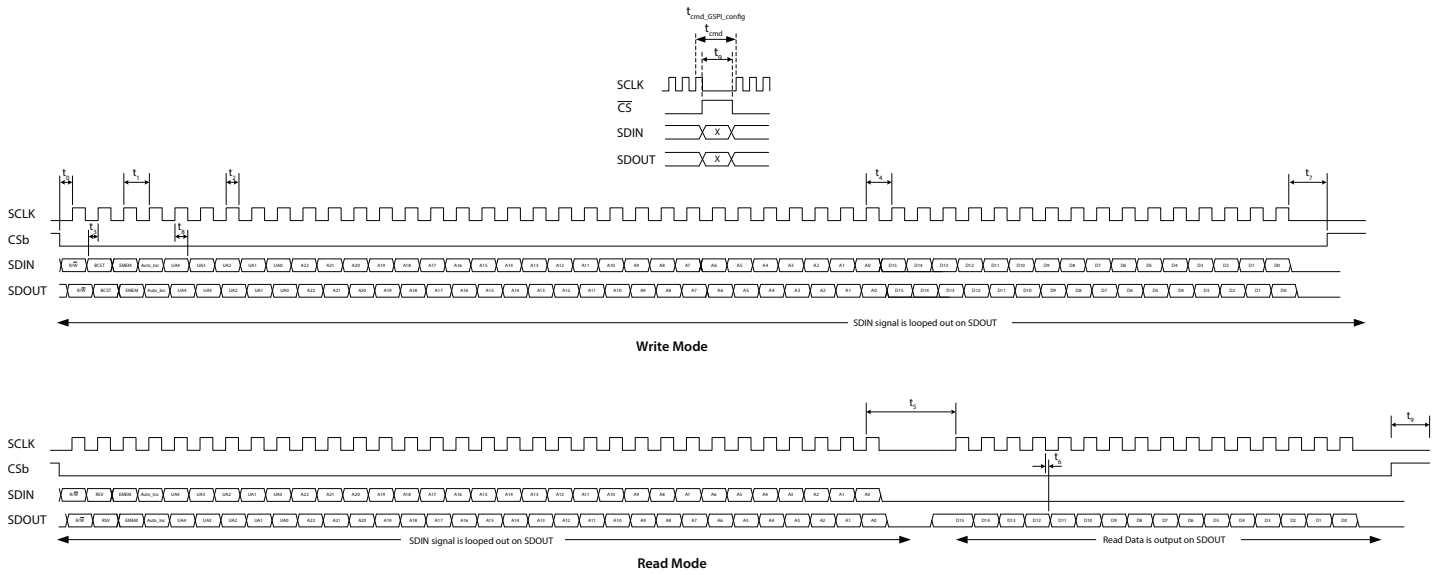 tcmd_GSPI_config
tcmd
t9
SCLK
CS
SDIN X
SDOUT X
t0 t1 t2 t4 t7
SCLK
t3 t8
CSb
SDIN R/W BCST EMEM Auto_Inc UA4 UA3 UA2 UA1 UA0 A22 A21 A20 A19 A18 A17 A16 A15 A14 A13 A12 A11 A10 A9 A8 A7 A6 A5 A4 A3 A2 A1 A0 D15 D14 D13 D12 D11 D10 D9 D8 D7 D6 D5 D4 D3 D2 D1 D0
SDOUT R/W BCST EMEM Auto_Inc UA4 UA3 UA2 UA1 UA0 A22 A21 A20 A19 A18 A17 A16 A15 A14 A13 A12 A11 A10 A9 A8 A7 A6 A5 A4 A3 A2 A1 A0 D15 D14 D13 D12 D11 D10 D9 D8 D7 D6 D5 D4 D3 D2 D1 D0
SDIN signal is looped out on SDOUT
Write Mode
t5 t9
SCLK
t6
CSb
SDIN R/W RSV EMEM Auto_Inc UA4 UA3 UA2 UA1 UA0 A22 A21 A20 A19 A18 A17 A16 A15 A14 A13 A12 A11 A10 A9 A8 A7 A6 A5 A4 A3 A2 A1 A0
SDOUT R/W RSV EMEM Auto_Inc UA4 UA3 UA2 UA1 UA0 A22 A21 A20 A19 A18 A17 A16 A15 A14 A13 A12 A11 A10 A9 A8 A7 A6 A5 A4 A3 A2 A1 A0 D15 D14 D13 D12 D11 D10 D9 D8 D7 D6 D5 D4 D3 D2 D1 D0
SDIN signal is looped out on SDOUT Read Data is output on SDOUT
Read Mode